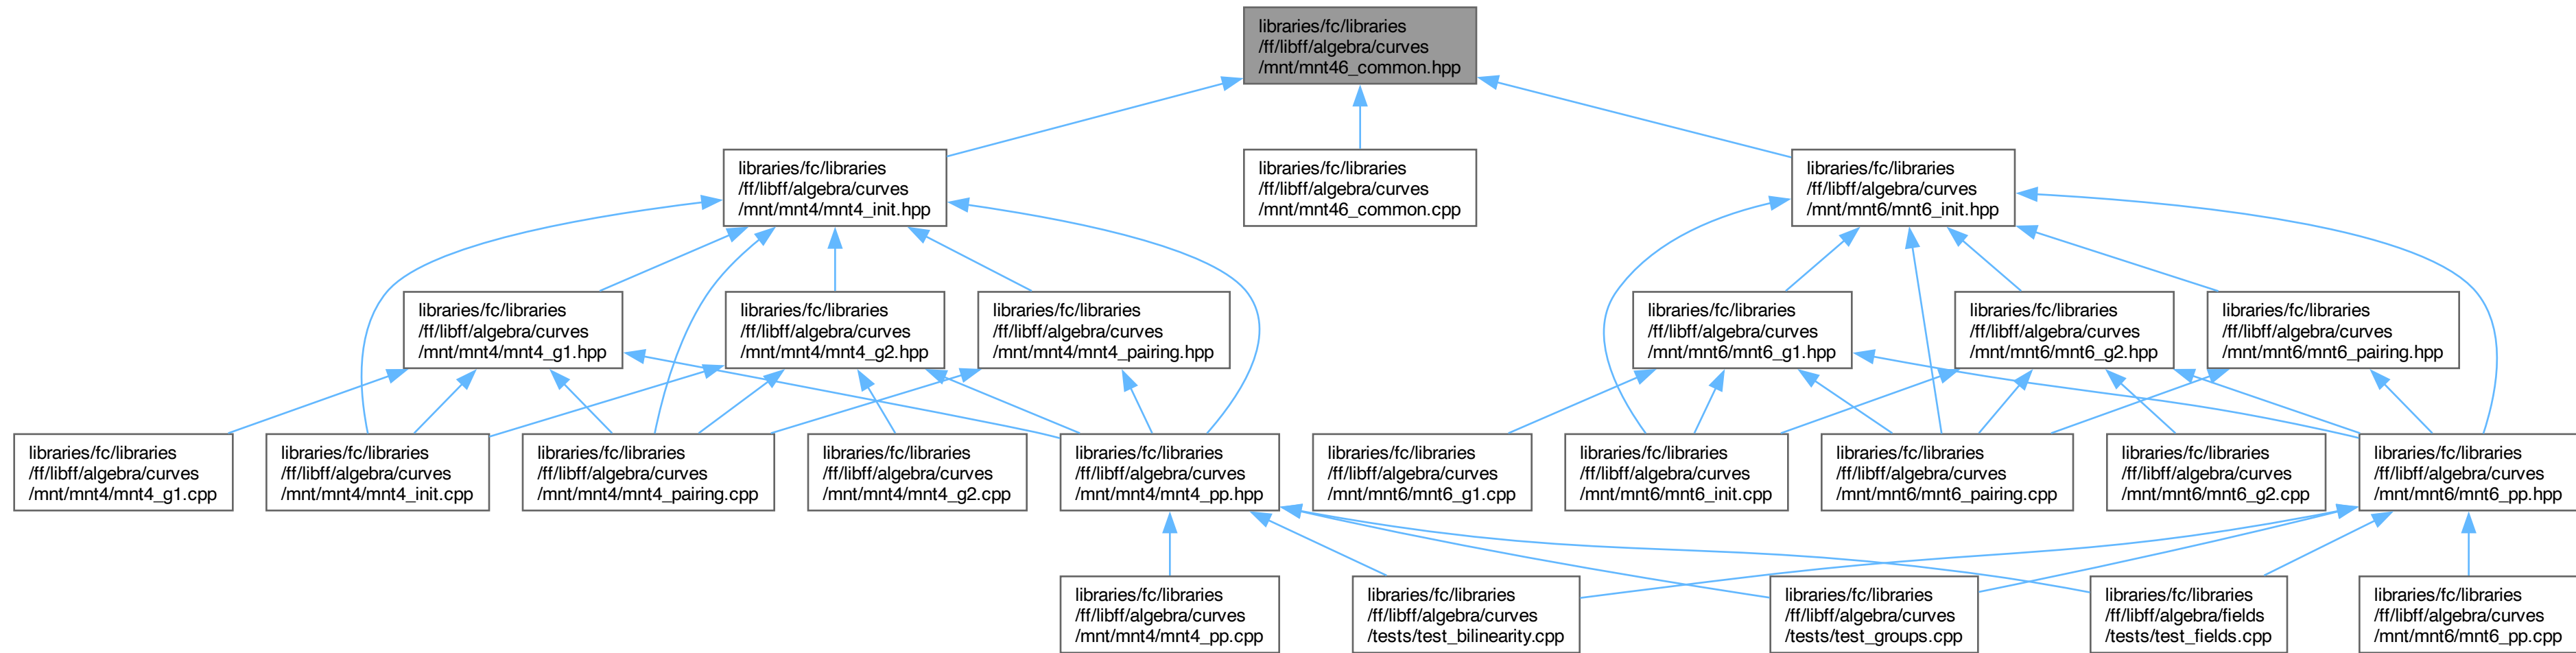 libraries/fc/libraries
/ff/libff/algebra/curves
/mnt/mnt46_common.hpp
libraries/fc/libraries
/ff/libff/algebra/curves
/mnt/mnt4/mnt4_init.hpp
libraries/fc/libraries
/ff/libff/algebra/curves
/mnt/mnt46_common.cpp
libraries/fc/libraries
/ff/libff/algebra/curves
/mnt/mnt6/mnt6_init.hpp
libraries/fc/libraries
/ff/libff/algebra/curves
/mnt/mnt4/mnt4_g1.hpp
libraries/fc/libraries
/ff/libff/algebra/curves
/mnt/mnt4/mnt4_g2.hpp
libraries/fc/libraries
/ff/libff/algebra/curves
/mnt/mnt4/mnt4_pairing.hpp
libraries/fc/libraries
/ff/libff/algebra/curves
/mnt/mnt6/mnt6_g1.hpp
libraries/fc/libraries
/ff/libff/algebra/curves
/mnt/mnt6/mnt6_g2.hpp
libraries/fc/libraries
/ff/libff/algebra/curves
/mnt/mnt6/mnt6_pairing.hpp
libraries/fc/libraries
/ff/libff/algebra/curves
/mnt/mnt4/mnt4_g1.cpp
libraries/fc/libraries
/ff/libff/algebra/curves
/mnt/mnt4/mnt4_init.cpp
libraries/fc/libraries
/ff/libff/algebra/curves
/mnt/mnt4/mnt4_pairing.cpp
libraries/fc/libraries
/ff/libff/algebra/curves
/mnt/mnt4/mnt4_g2.cpp
libraries/fc/libraries
/ff/libff/algebra/curves
/mnt/mnt4/mnt4_pp.hpp
libraries/fc/libraries
/ff/libff/algebra/curves
/mnt/mnt6/mnt6_g1.cpp
libraries/fc/libraries
/ff/libff/algebra/curves
/mnt/mnt6/mnt6_init.cpp
libraries/fc/libraries
/ff/libff/algebra/curves
/mnt/mnt6/mnt6_pairing.cpp
libraries/fc/libraries
/ff/libff/algebra/curves
/mnt/mnt6/mnt6_g2.cpp
libraries/fc/libraries
/ff/libff/algebra/curves
/mnt/mnt6/mnt6_pp.hpp
libraries/fc/libraries
/ff/libff/algebra/curves
/mnt/mnt4/mnt4_pp.cpp
libraries/fc/libraries
/ff/libff/algebra/curves
/tests/test_bilinearity.cpp
libraries/fc/libraries
/ff/libff/algebra/curves
/tests/test_groups.cpp
libraries/fc/libraries
/ff/libff/algebra/fields
/tests/test_fields.cpp
libraries/fc/libraries
/ff/libff/algebra/curves
/mnt/mnt6/mnt6_pp.cpp